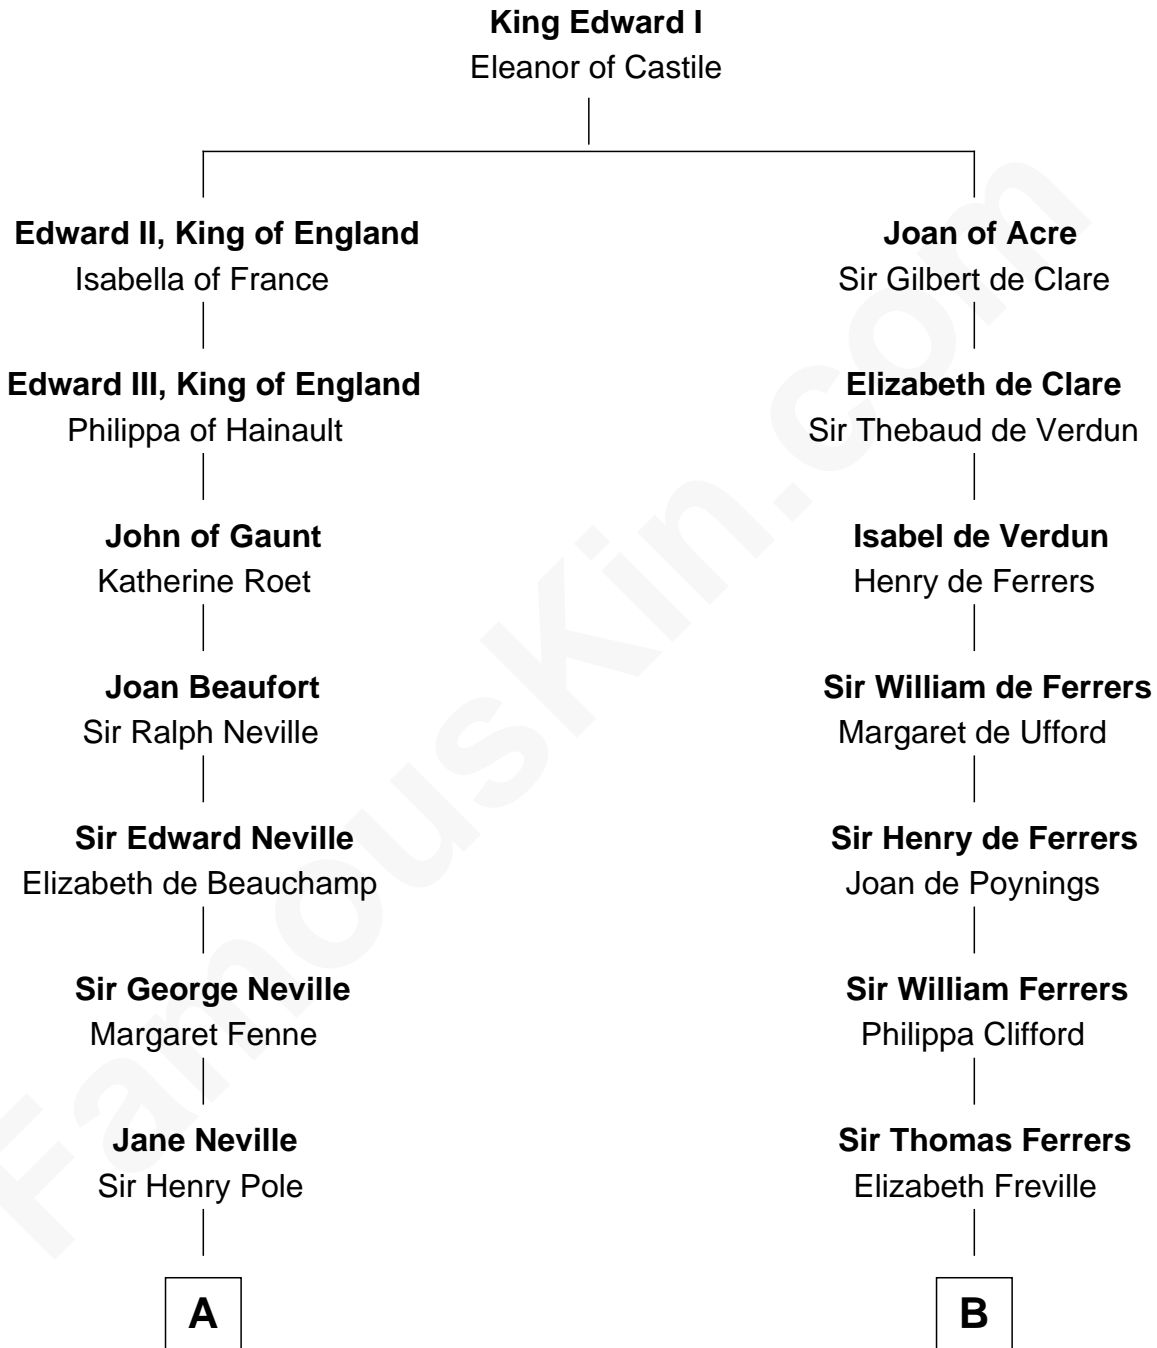 King Edward I
Eleanor of Castile
Edward II, King of England
Isabella of France
Edward III, King of England
Philippa of Hainault
John of Gaunt
Katherine Roet
Joan Beaufort
Sir Ralph Neville
Sir Edward Neville
Elizabeth de Beauchamp
Sir George Neville
Margaret Fenne
Jane Neville
Sir Henry Pole
A
Joan of Acre
Sir Gilbert de Clare
Elizabeth de Clare
Sir Thebaud de Verdun
Isabel de Verdun
Henry de Ferrers
Sir William de Ferrers
Margaret de Ufford
Sir Henry de Ferrers
Joan de Poynings
Sir William Ferrers
Philippa Clifford
Sir Thomas Ferrers
Elizabeth Freville
B
FamousKin.com